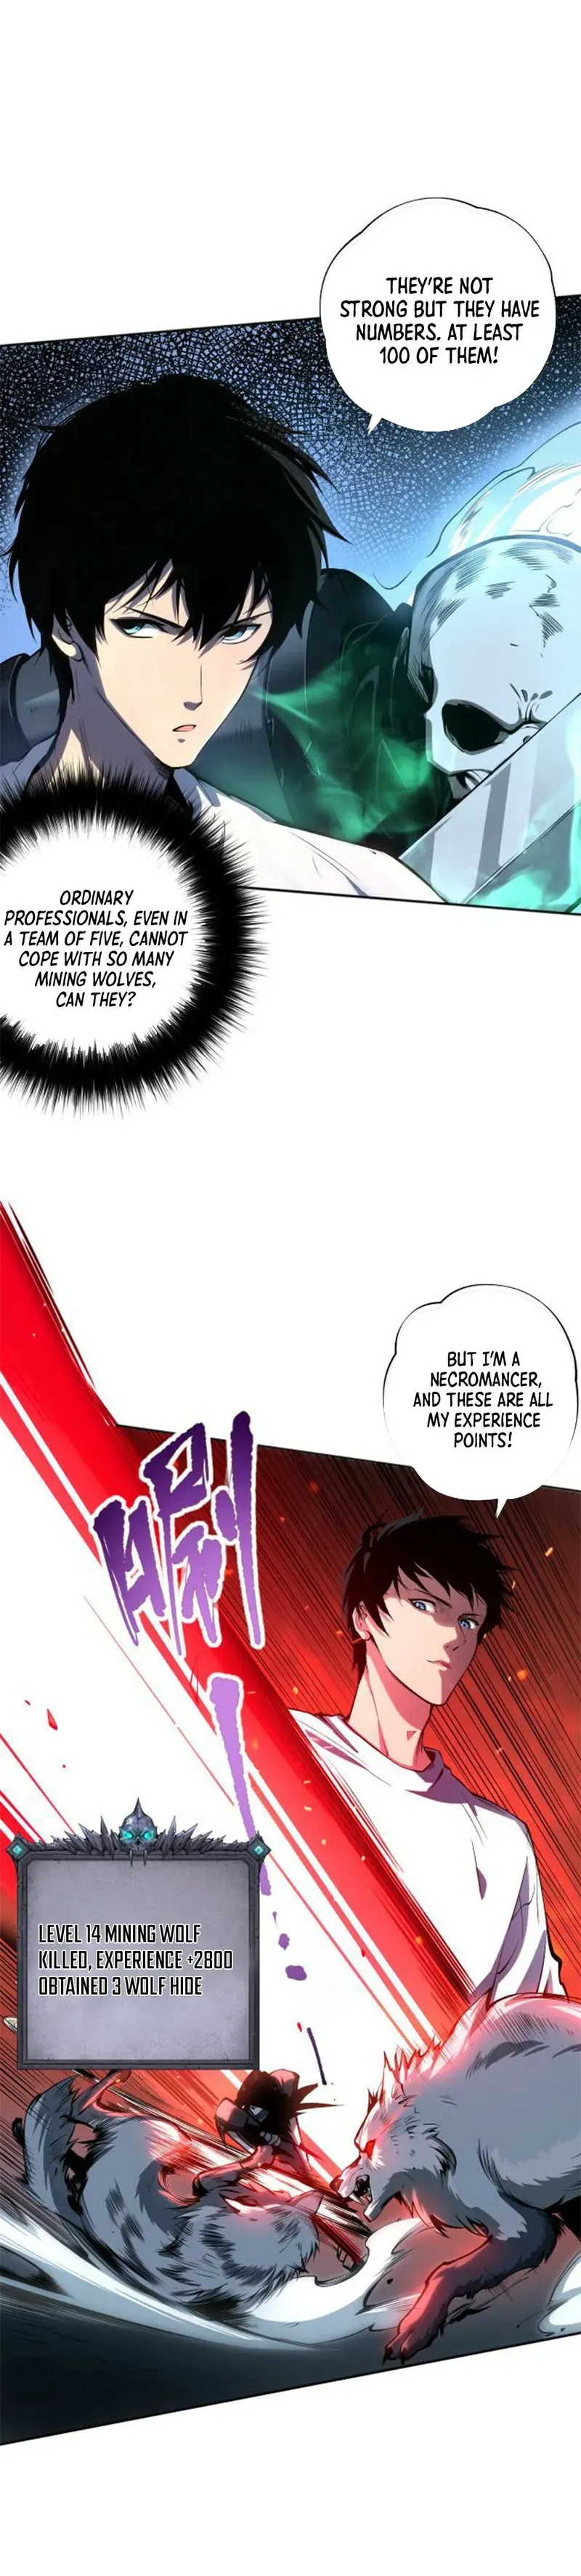 THEY'RE NOT
STRONG BUT THEY HAVE
NUMBERS. AT LEAST
100 OF THEM!
ORDINARY
PROFESSIONALS, EVEN IN
A TEAM OF FIVE, CANNOT
COPE WITH SO MANY
MINING WOLVES,
CAN THEY?
BUT I'M A
NECROMANCER,
AND THESE ARE ALL
MY EXPERIENCE
POINTS!
唰
LEVEL 14 MINING WOLF
KILLED, EXPERIENCE +2800
OBTAINED 3 WOLF HIDE